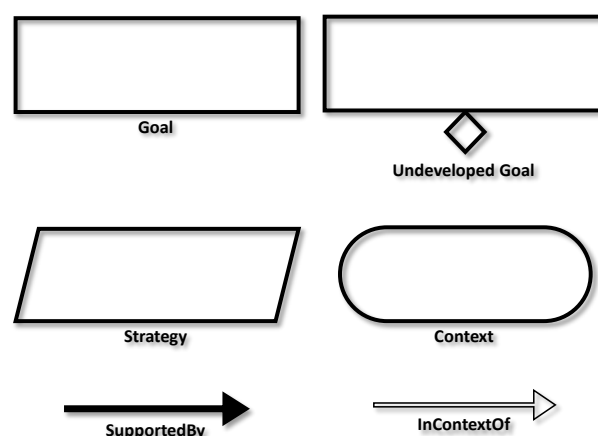 Goal
Undeveloped Goal
Strategy
Context
SupportedBy
InContextOf